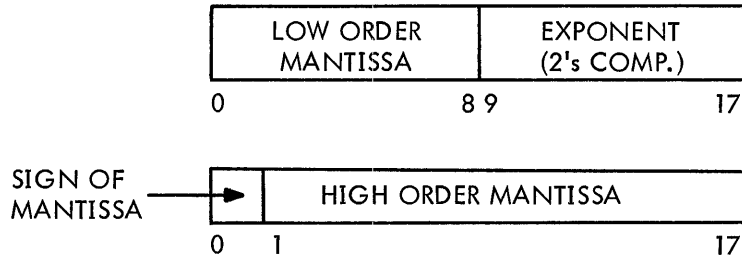 LOW ORDER MANTISSA
EXPONENT (2's COMP.)
0 8 9 17
SIGN OF MANTISSA
HIGH ORDER MANTISSA
0 1 17